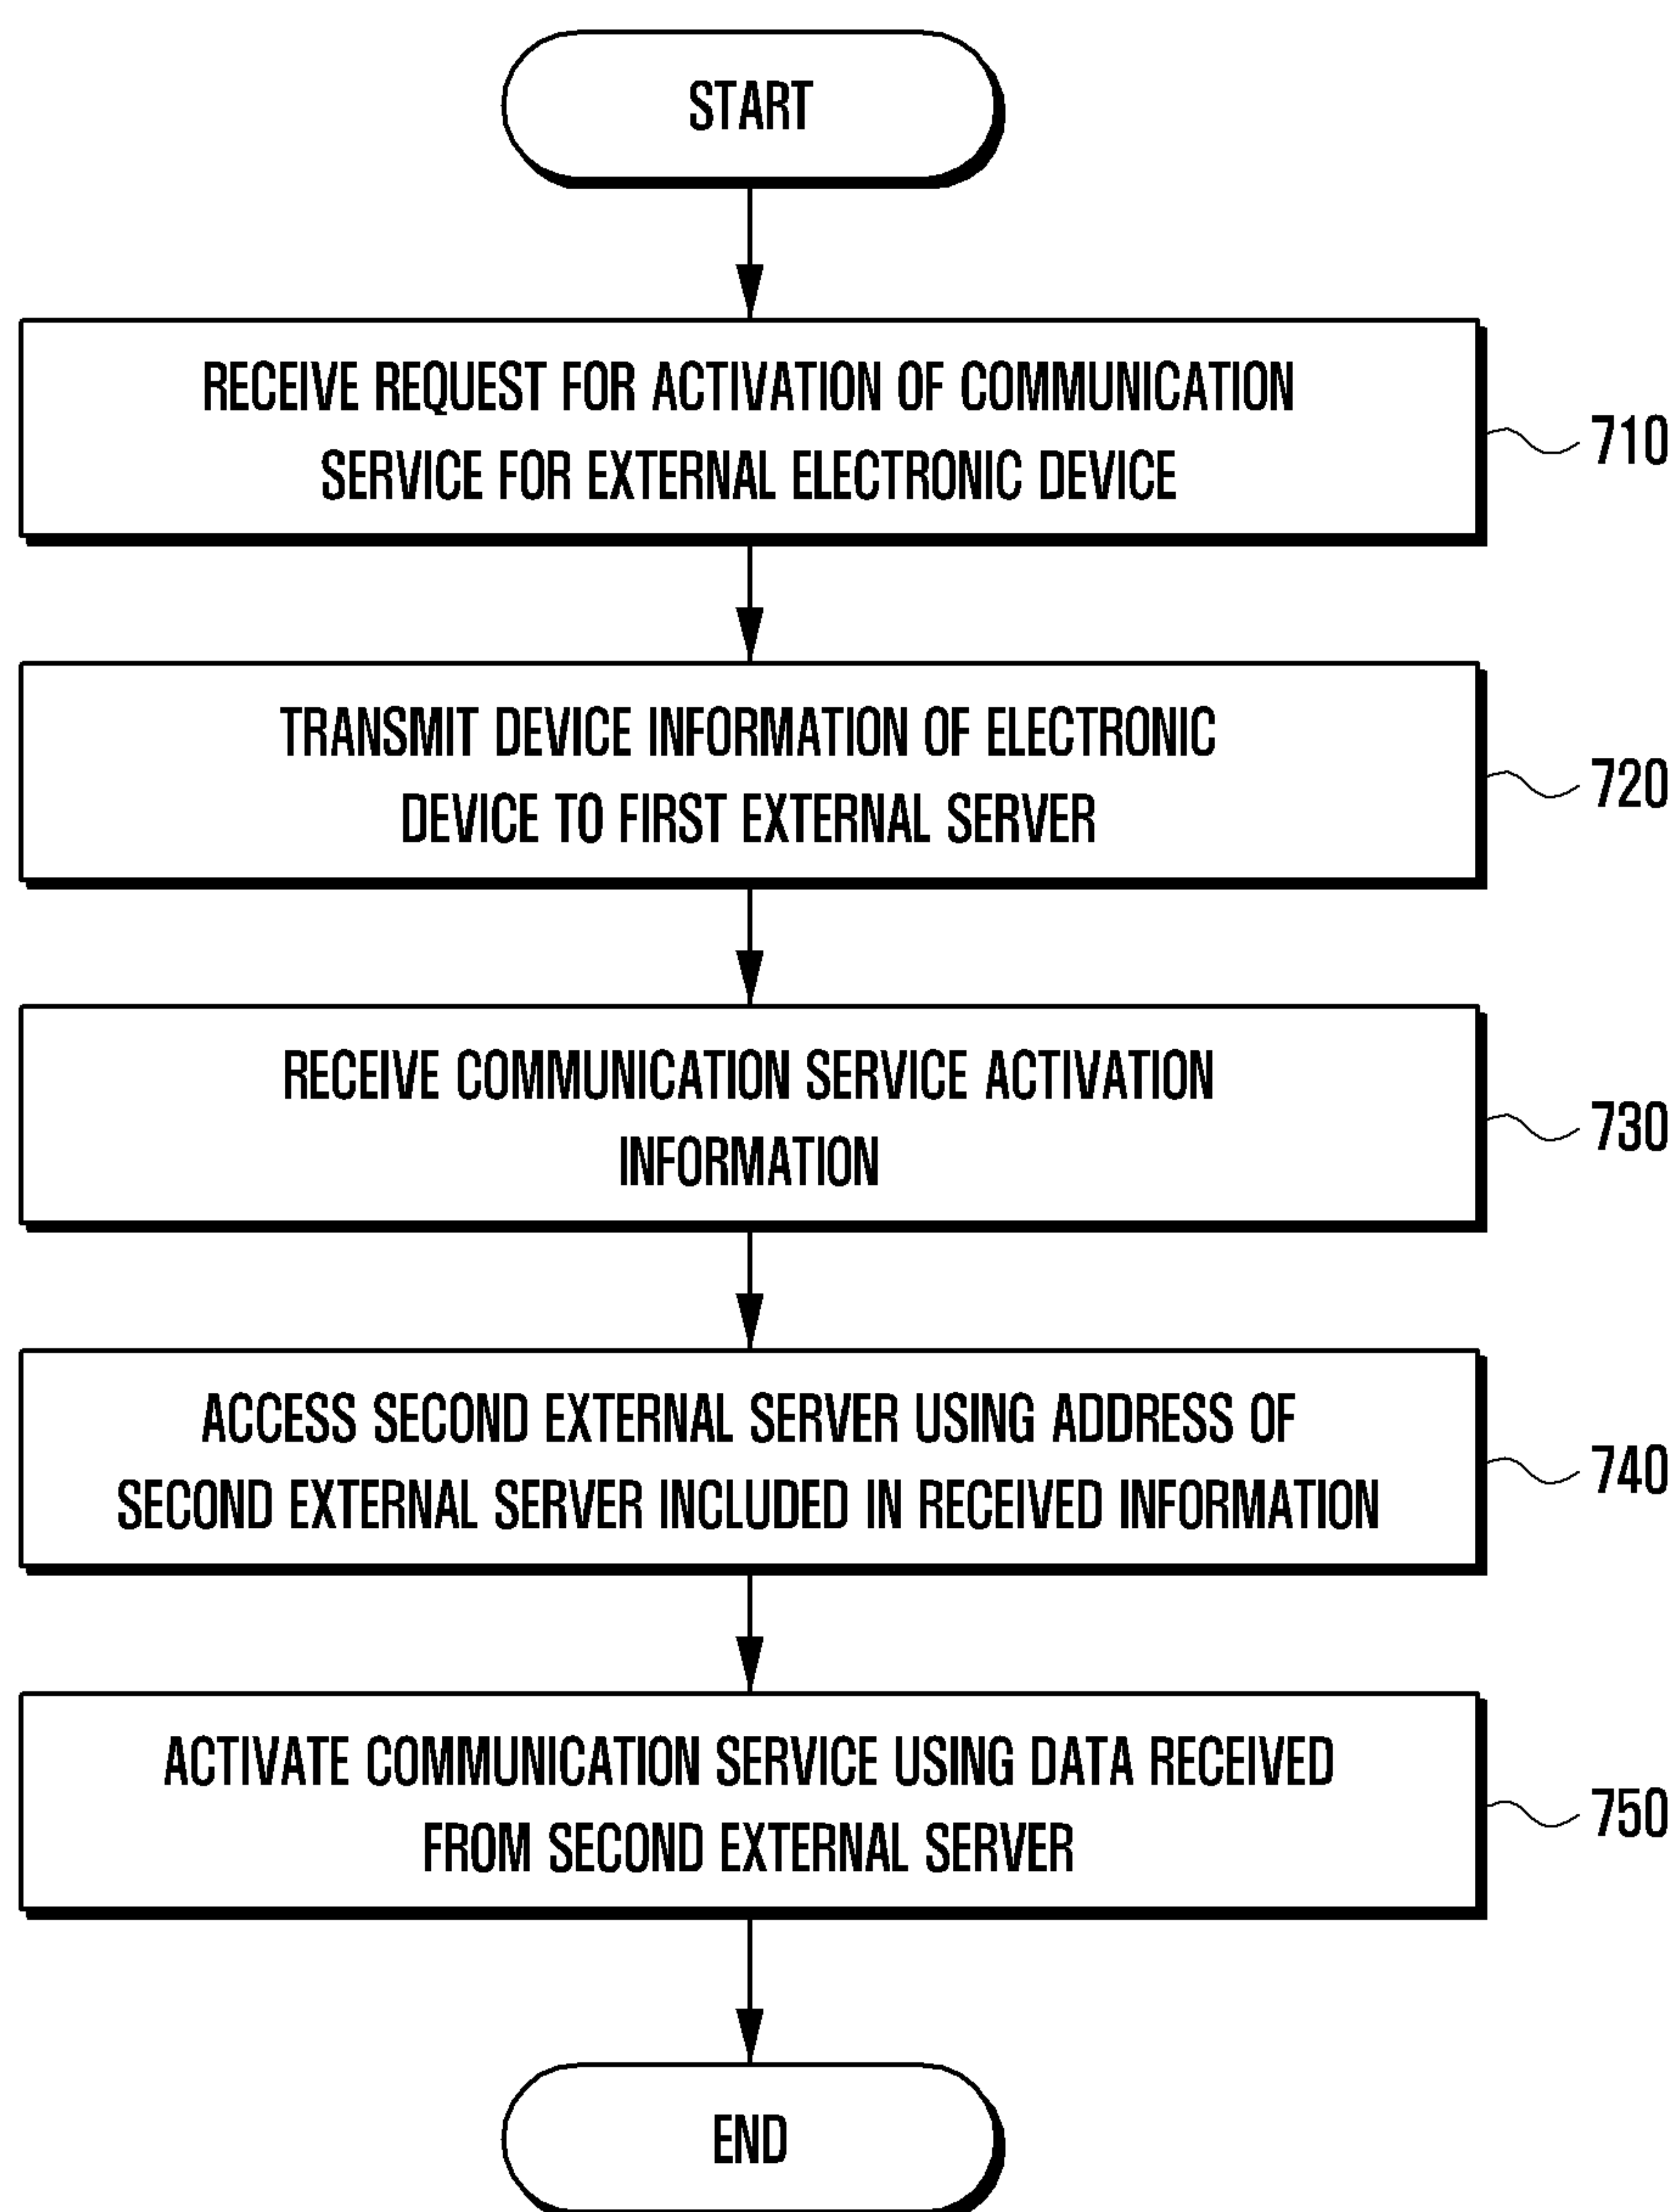 START
RECEIVE REQUEST FOR ACTIVATION OF COMMUNICATION
SERVICE FOR EXTERNAL ELECTRONIC DEVICE
710
TRANSMIT DEVICE INFORMATION OF ELECTRONIC
DEVICE TO FIRST EXTERNAL SERVER
720
RECEIVE COMMUNICATION SERVICE ACTIVATION
INFORMATION
730
ACCESS SECOND EXTERNAL SERVER USING ADDRESS OF
SECOND EXTERNAL SERVER INCLUDED IN RECEIVED INFORMATION
740
ACTIVATE COMMUNICATION SERVICE USING DATA RECEIVED
FROM SECOND EXTERNAL SERVER
750
END